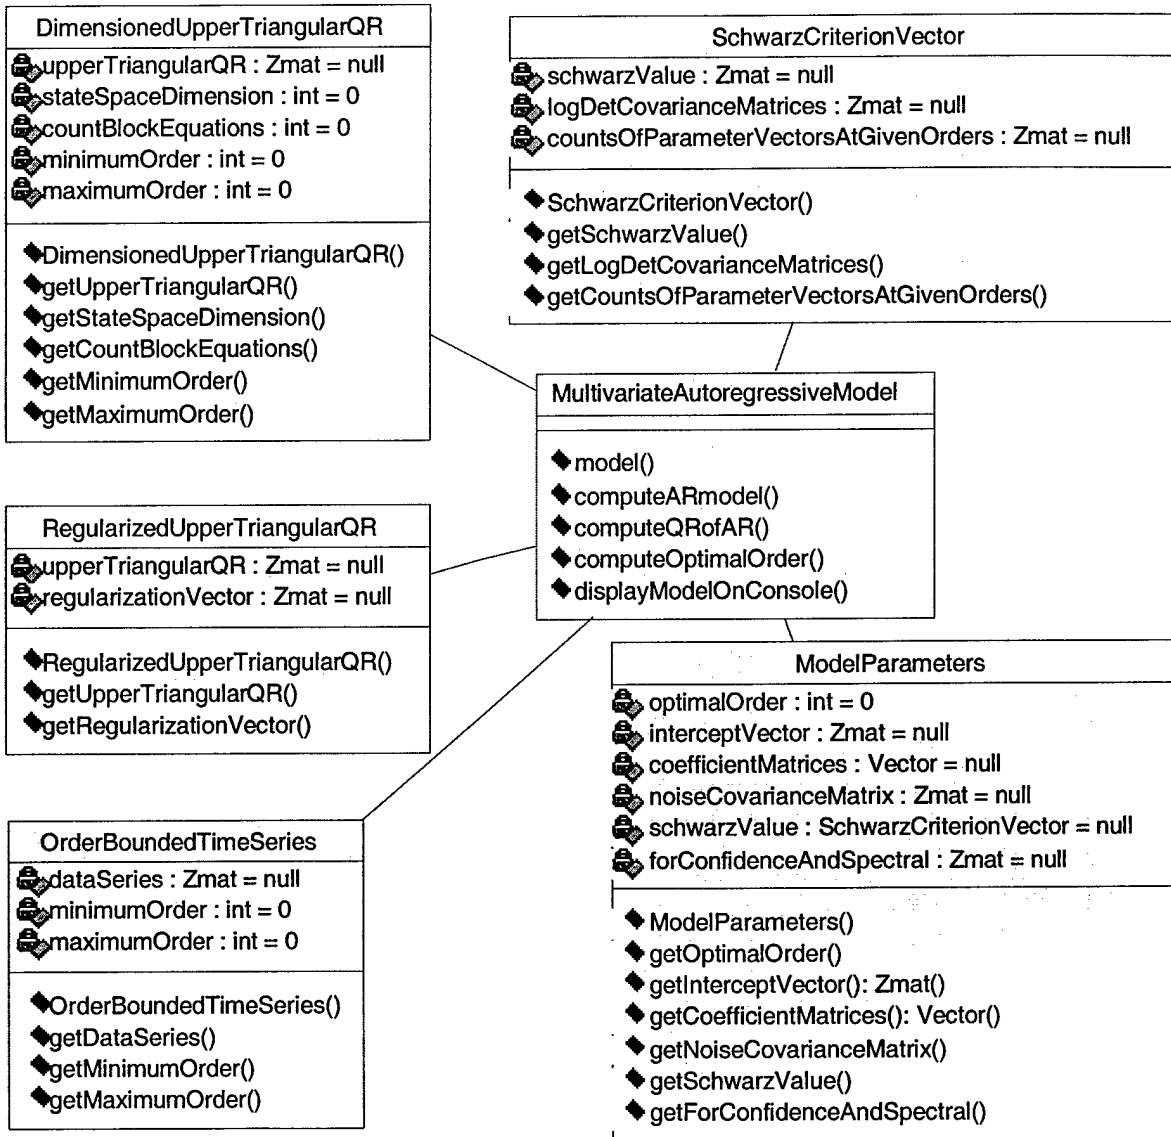 DimensionedUpperTriangularQR
upperTriangularQR : Zmat = null
stateSpaceDimension : int = 0
countBlockEquations : int = 0
minimumOrder : int = 0
maximumOrder : int = 0
DimensionedUpperTriangularQR()
getUpperTriangularQR()
getStateSpaceDimension()
getCountBlockEquations()
getMinimumOrder()
getMaximumOrder()
SchwarzCriterionVector
schwarzValue : Zmat = null
logDetCovarianceMatrices : Zmat = null
countsOfParameterVectorsAtGivenOrders : Zmat = null
SchwarzCriterionVector()
getSchwarzValue()
getLogDetCovarianceMatrices()
getCountsOfParameterVectorsAtGivenOrders()
MultivariateAutoregressiveModel
model()
computeARmodel()
computeQRofAR()
computeOptimalOrder()
displayModelOnConsole()
RegularizedUpperTriangularQR
upperTriangularQR : Zmat = null
regularizationVector : Zmat = null
RegularizedUpperTriangularQR()
getUpperTriangularQR()
getRegularizationVector()
ModelParameters
optimalOrder : int = 0
interceptVector : Zmat = null
coefficientMatrices : Vector = null
noiseCovarianceMatrix : Zmat = null
schwarzValue : SchwarzCriterionVector = null
forConfidenceAndSpectral : Zmat = null
ModelParameters()
getOptimalOrder()
getInterceptVector(): Zmat()
getCoefficientMatrices(): Vector()
getNoiseCovarianceMatrix()
getSchwarzValue()
getForConfidenceAndSpectral()
OrderBoundedTimeSeries
dataSeries : Zmat = null
minimumOrder : int = 0
maximumOrder : int = 0
OrderBoundedTimeSeries()
getDataSeries()
getMinimumOrder()
getMaximumOrder()